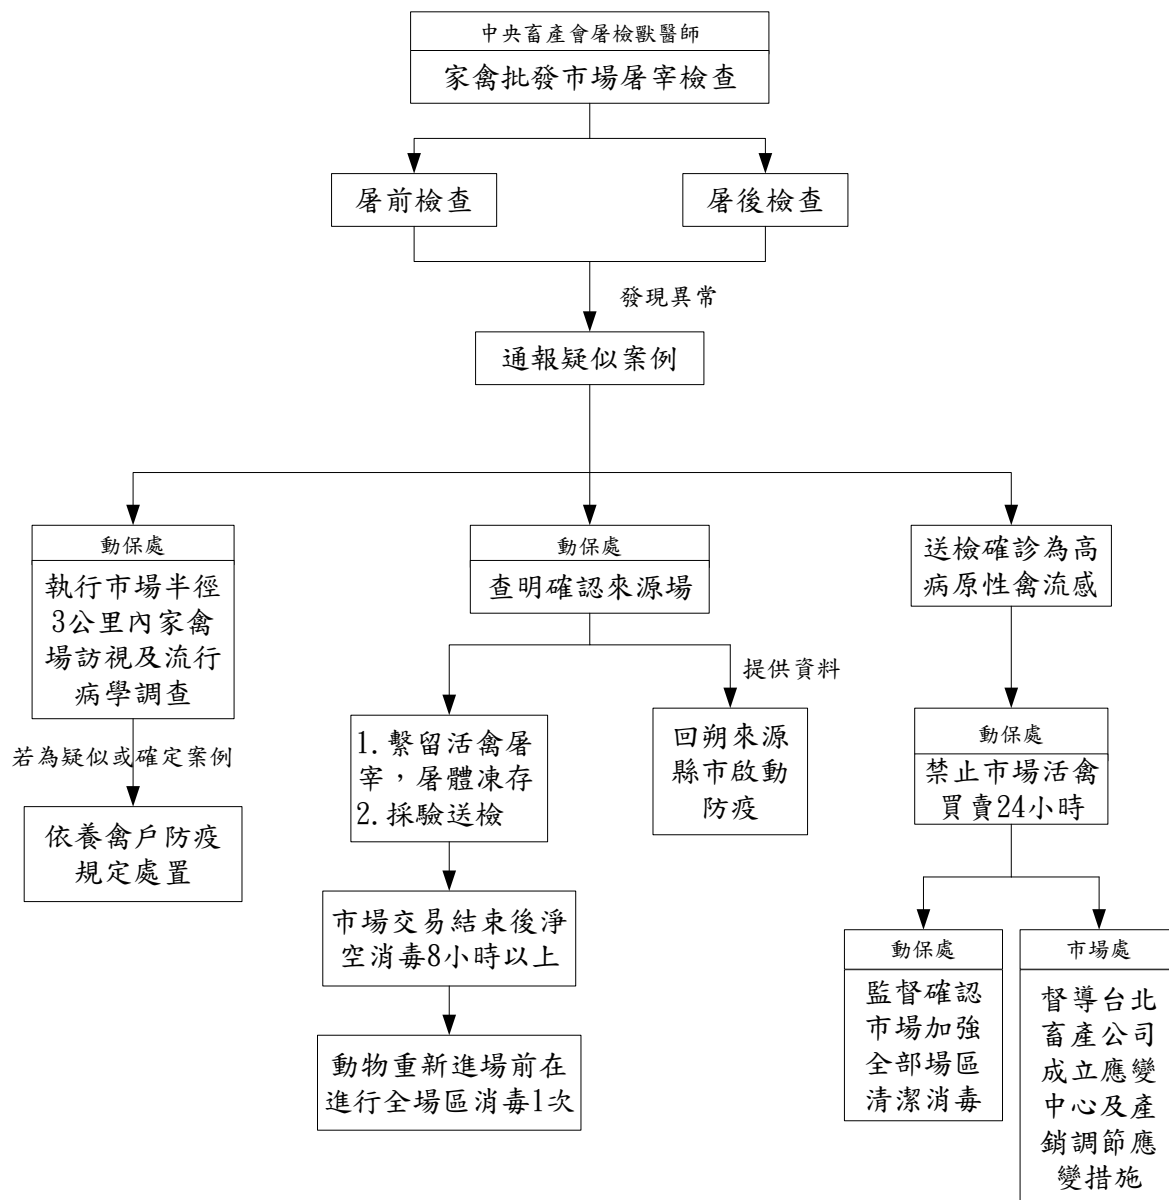 中央畜產會屠檢獸醫師
家禽批發市場屠宰檢查
屠前檢查
屠後檢查
發現異常
通報疑似案例
動保處
執行市場半徑
3公里內家禽
場訪視及流行
病學調查
若為疑似或確定案例
依養禽戶防疫
規定處置
動保處
查明確認來源場
提供資料
1.繫留活禽屠
宰，屠體凍存
2.採驗送檢
回朔來源
縣市啟動
防疫
市場交易結束後淨
空消毒8小時以上
動物重新進場前在
進行全場區消毒1次
送檢確診為高
病原性禽流感
動保處
禁止市場活禽
買賣24小時
動保處
監督確認
市場加強
全部場區
清潔消毒
市場處
督導台北
畜產公司
成立應變
中心及產
銷調節應
變措施